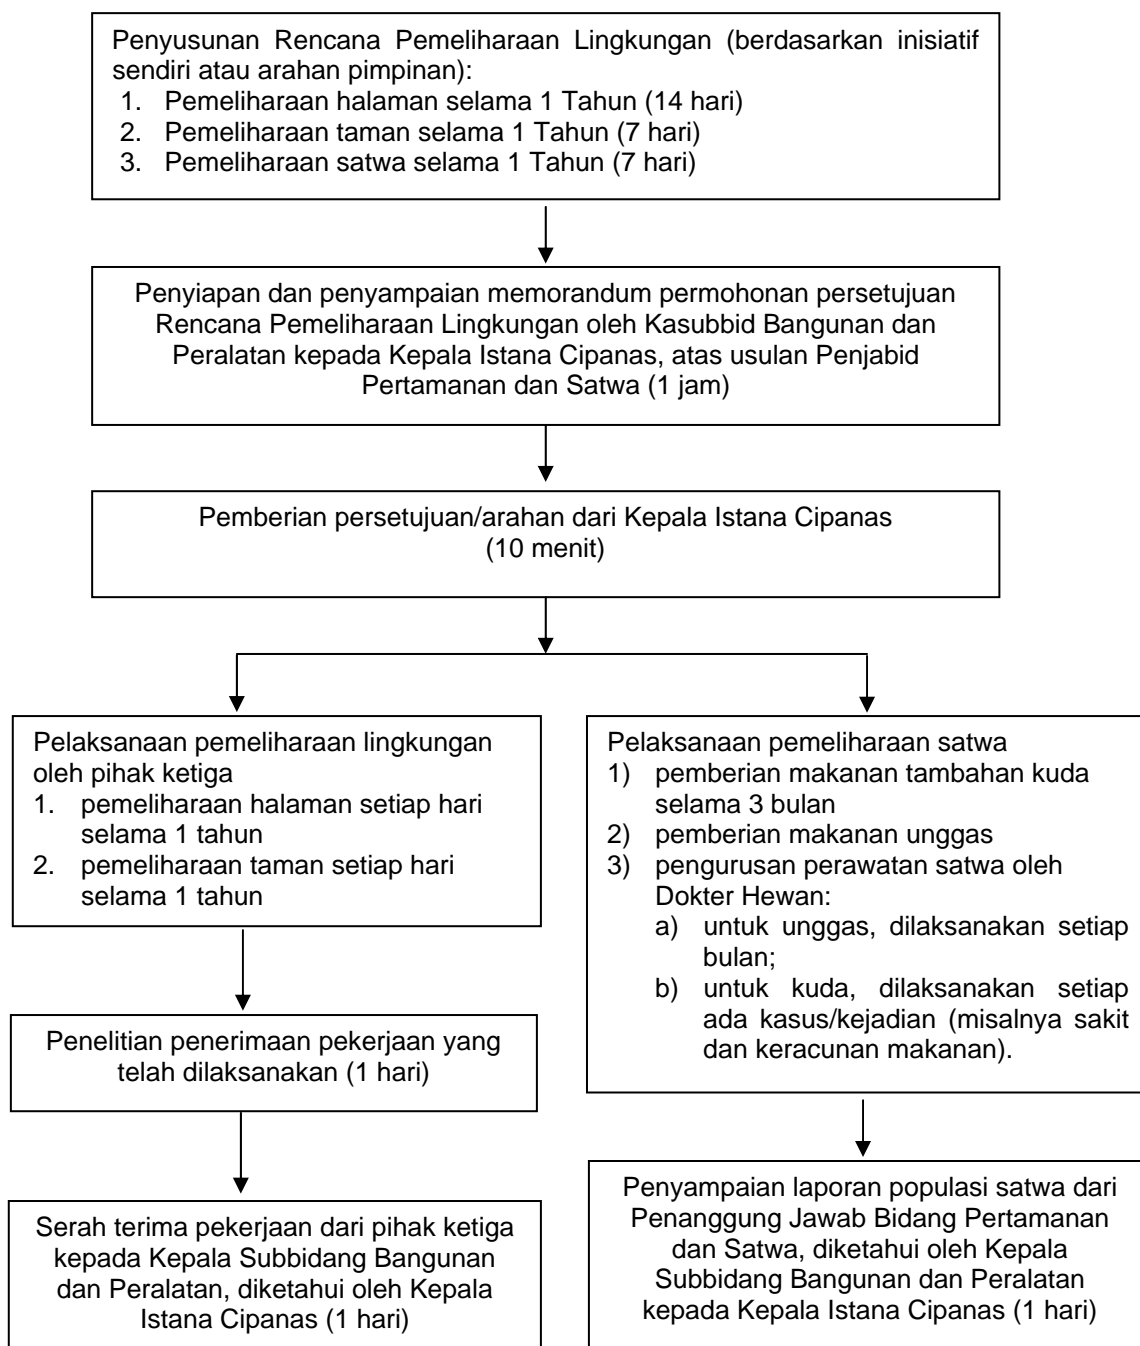 Penyusunan Rencana Pemeliharaan Lingkungan (berdasarkan inisiatif
sendiri atau arahan pimpinan):
1. Pemeliharaan halaman selama 1 Tahun (14 hari)
2. Pemeliharaan taman selama 1 Tahun (7 hari)
3. Pemeliharaan satwa selama 1 Tahun (7 hari)
Penyiapan dan penyampaian memorandum permohonan persetujuan
Rencana Pemeliharaan Lingkungan oleh Kasubbid Bangunan dan
Peralatan kepada Kepala Istana Cipanas, atas usulan Penjabid
Pertamanan dan Satwa (1 jam)
Pemberian persetujuan/arahan dari Kepala Istana Cipanas
(10 menit)
Pelaksanaan pemeliharaan lingkungan
oleh pihak ketiga
1. pemeliharaan halaman setiap hari
selama 1 tahun
2. pemeliharaan taman setiap hari
selama 1 tahun
Penelitian penerimaan pekerjaan yang
telah dilaksanakan (1 hari)
Serah terima pekerjaan dari pihak ketiga
kepada Kepala Subbidang Bangunan
dan Peralatan, diketahui oleh Kepala
Istana Cipanas (1 hari)
Pelaksanaan pemeliharaan satwa
1) pemberian makanan tambahan kuda
selama 3 bulan
2) pemberian makanan unggas
3) pengurusan perawatan satwa oleh
Dokter Hewan:
a) untuk unggas, dilaksanakan setiap
bulan;
b) untuk kuda, dilaksanakan setiap
ada kasus/kejadian (misalnya sakit
dan keracunan makanan).
Penyampaian laporan populasi satwa dari
Penanggung Jawab Bidang Pertamanan
dan Satwa, diketahui oleh Kepala
Subbidang Bangunan dan Peralatan
kepada Kepala Istana Cipanas (1 hari)